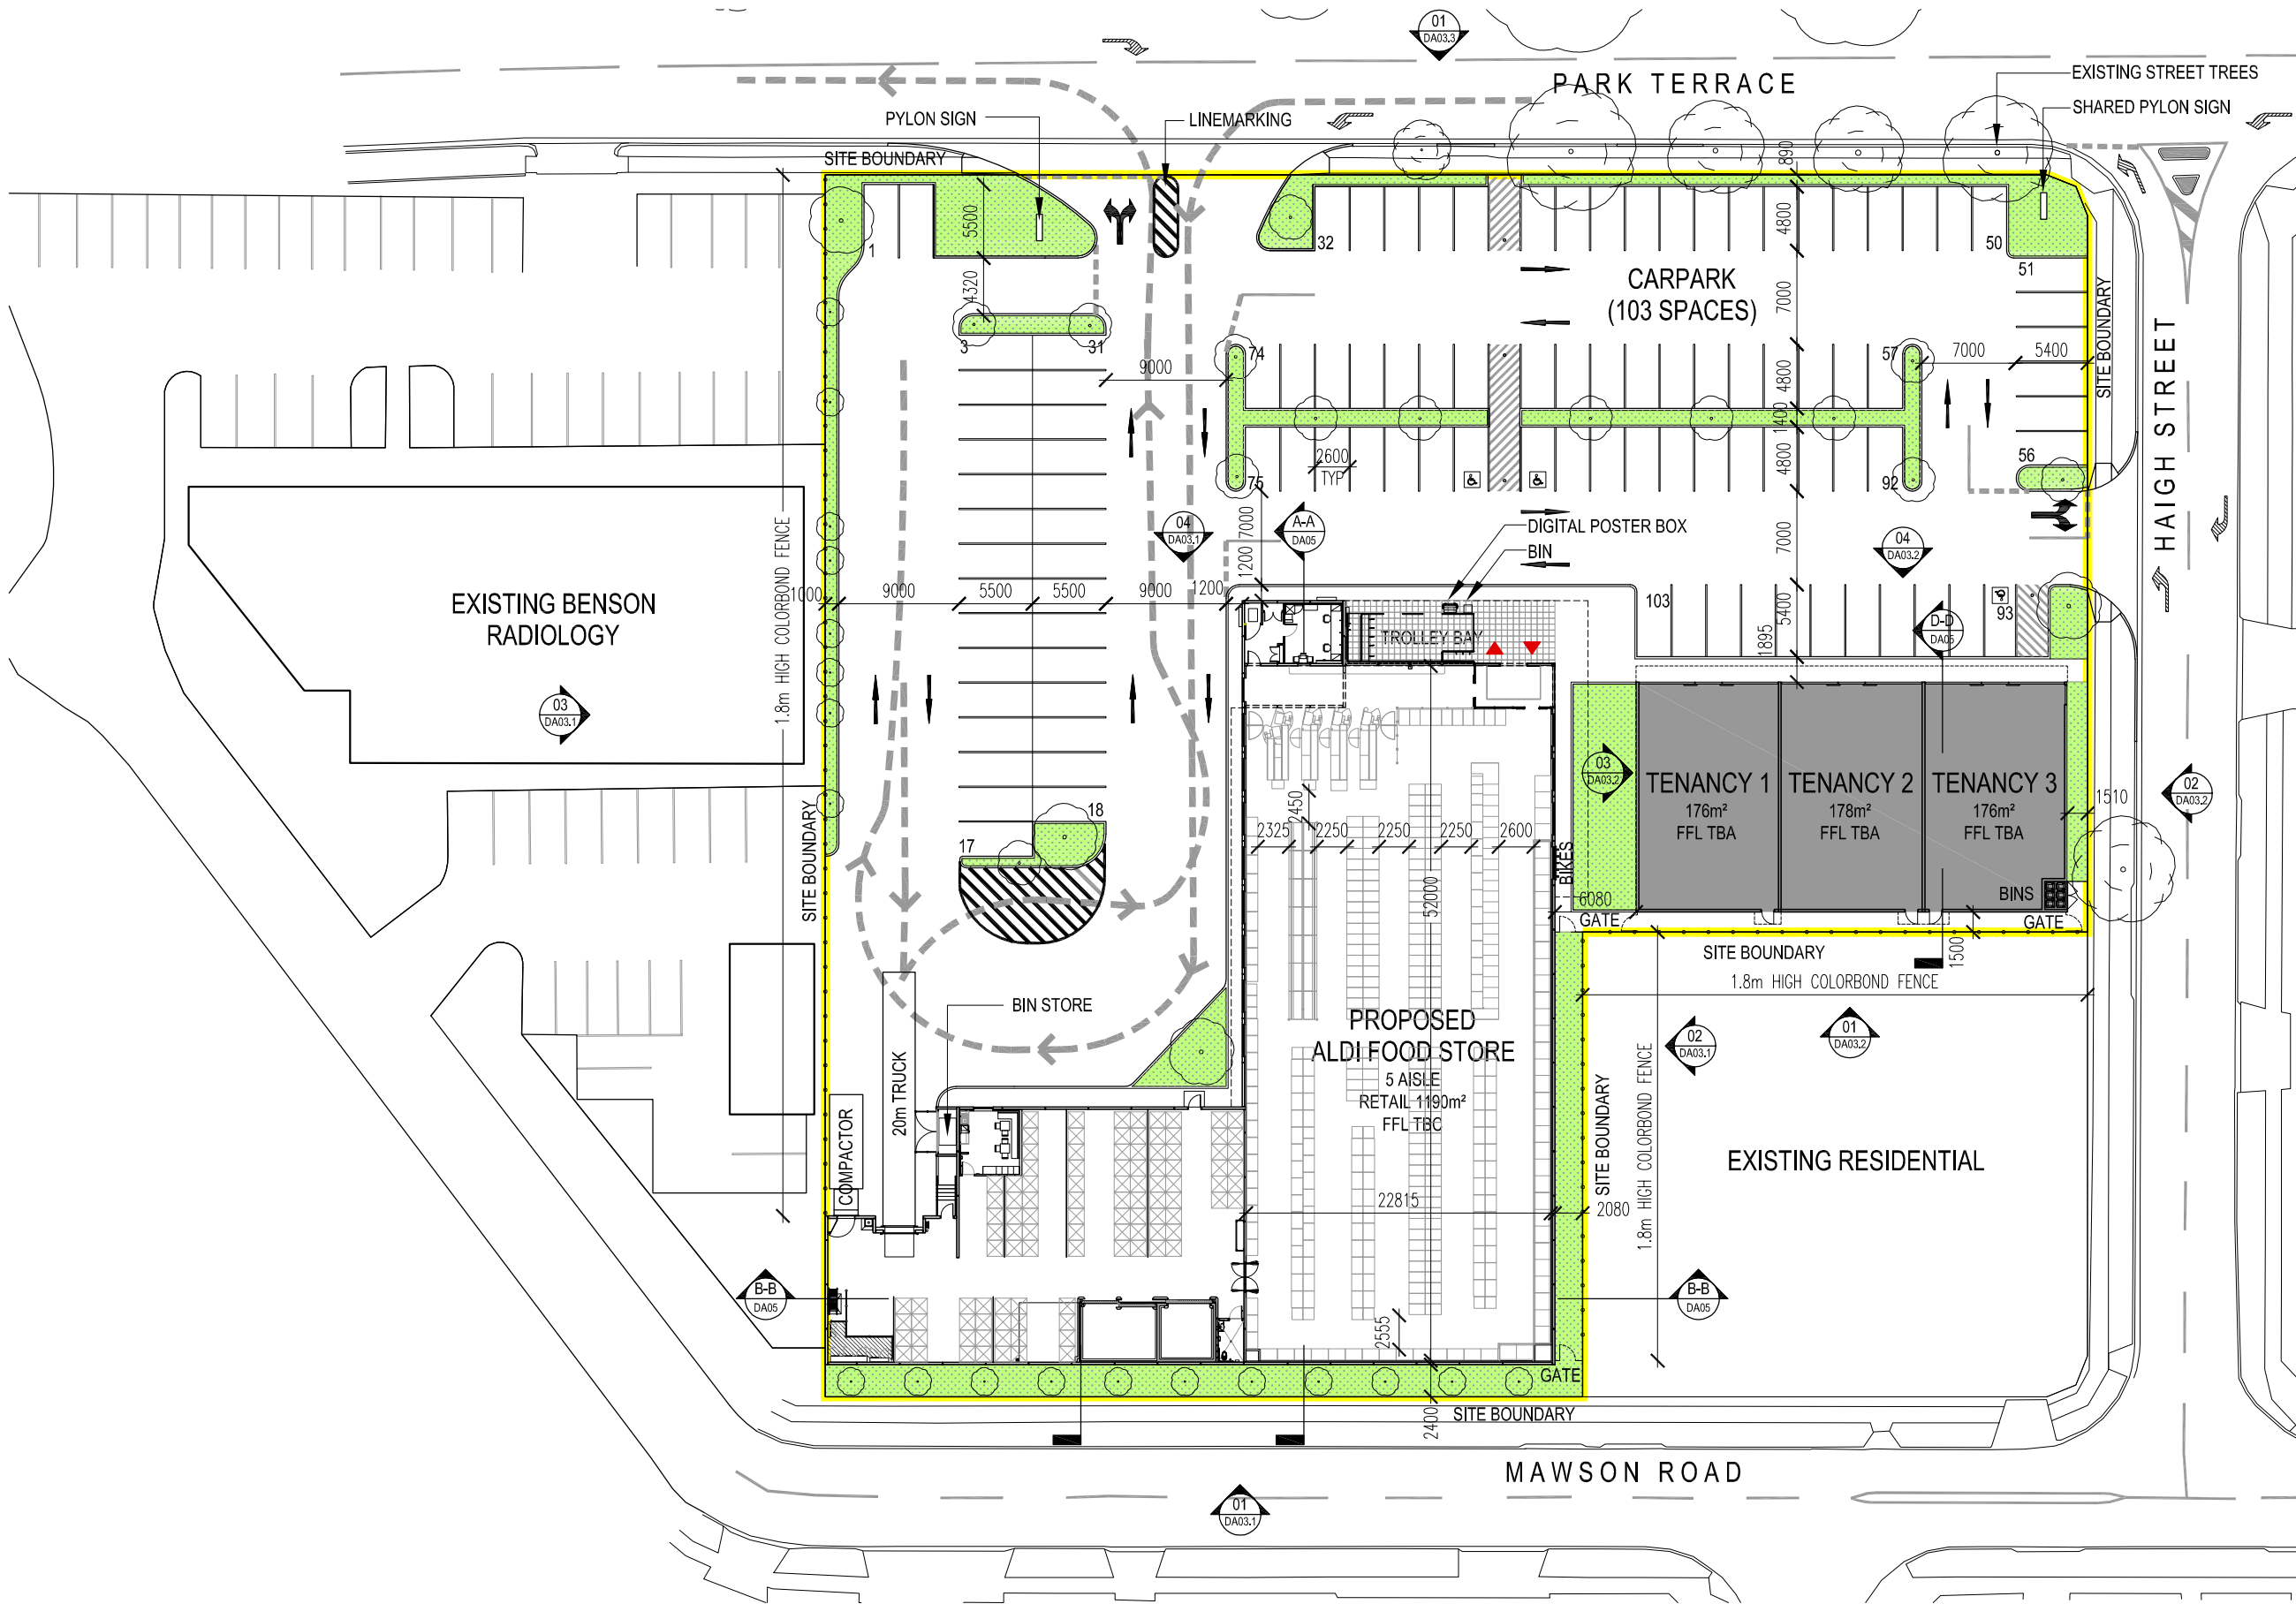 01
DA03.3
PARK TERRACE
EXISTING STREET TREES
SHARED PYLON SIGN
PYLON SIGN
LINEMARKING
SITE BOUNDARY
890
5500
4800
1
32
50
51
4320
CARPARK
(103 SPACES)
7000
SITE BOUNDARY
HAIGH STREET
3
31
74
57
7000
5400
9000
4800
1400
4800
2600
TYP
56
75
92
1.8m HIGH COLORBOND FENCE
04
DA03.1
7000
A-A
DA05
DIGITAL POSTER BOX
BIN
7000
04
DA03.2
1200
EXISTING BENSON
RADIOLOGY
1000
9000
5500
5500
9000
1200
103
5400
93
1895
D-D
DA05
TROLLEY BAY
03
DA03.1
03
DA03.2
TENANCY 1
176m²
FFL TBA
TENANCY 2
178m²
FFL TBA
TENANCY 3
176m²
FFL TBA
1510
02
DA03.2
2450
2325
2250
2250
2250
2600
18
17
BIKES
52000
6080
BINS
GATE
GATE
SITE BOUNDARY
SITE BOUNDARY
1500
1.8m HIGH COLORBOND FENCE
BIN STORE
20m TRUCK
COMPACTOR
PROPOSED
ALDI FOOD STORE
5 AISLE
RETAIL 1190m²
FFL TBC
02
DA03.1
01
DA03.2
SITE BOUNDARY
1.8m HIGH COLORBOND FENCE
EXISTING RESIDENTIAL
22815
2080
B-B
DA05
B-B
DA05
2555
GATE
2400
SITE BOUNDARY
MAWSON ROAD
01
DA03.1